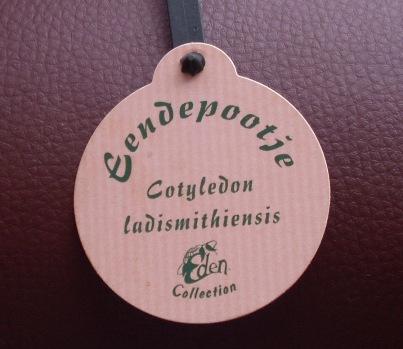 Eendepootje
Cotyledon
ladismithiensis
Eden
Collection